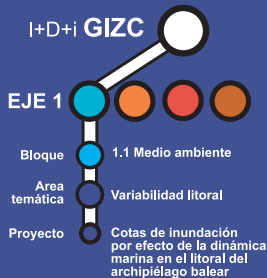 I+D+i GIZC
EJE 1
Bloque 1.1 Medio ambiente
Area
temática Variabilidad litoral
Proyecto Cotas de inundación
por efecto de la dinámica
marina en el litoral del
archipiélago balear